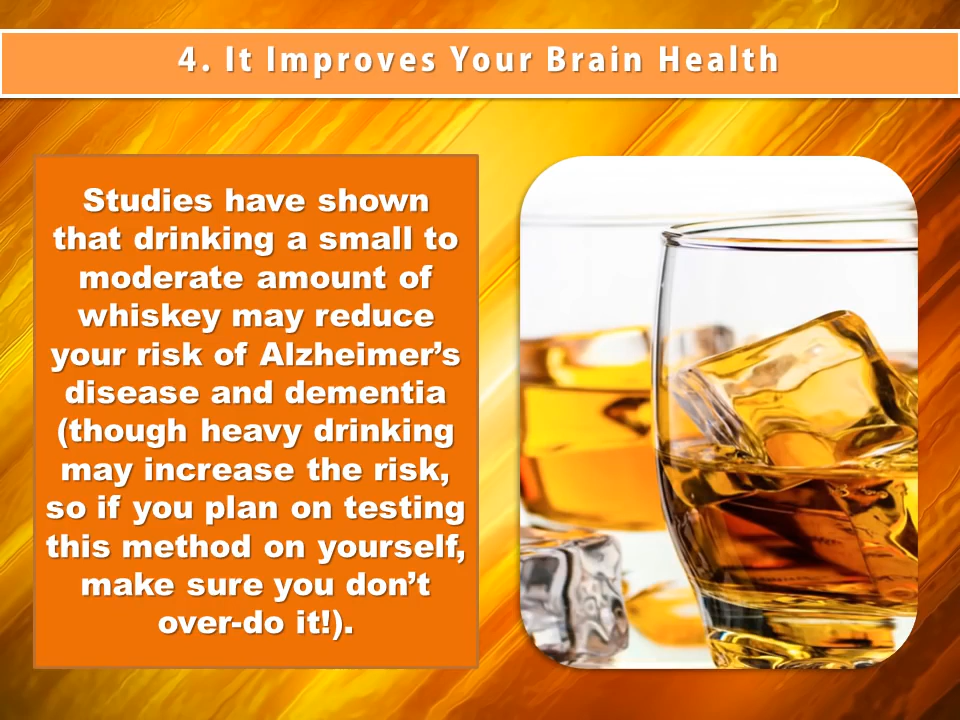 4. It Improves Your Brain Health
Studies have shown
that drinking a small to
moderate amount of
whiskey may reduce
your risk of Alzheimer’s
disease and dementia
(though heavy drinking
may increase the risk,
so if you plan on testing
this method on yourself,
make sure you don’t
over-do it!).